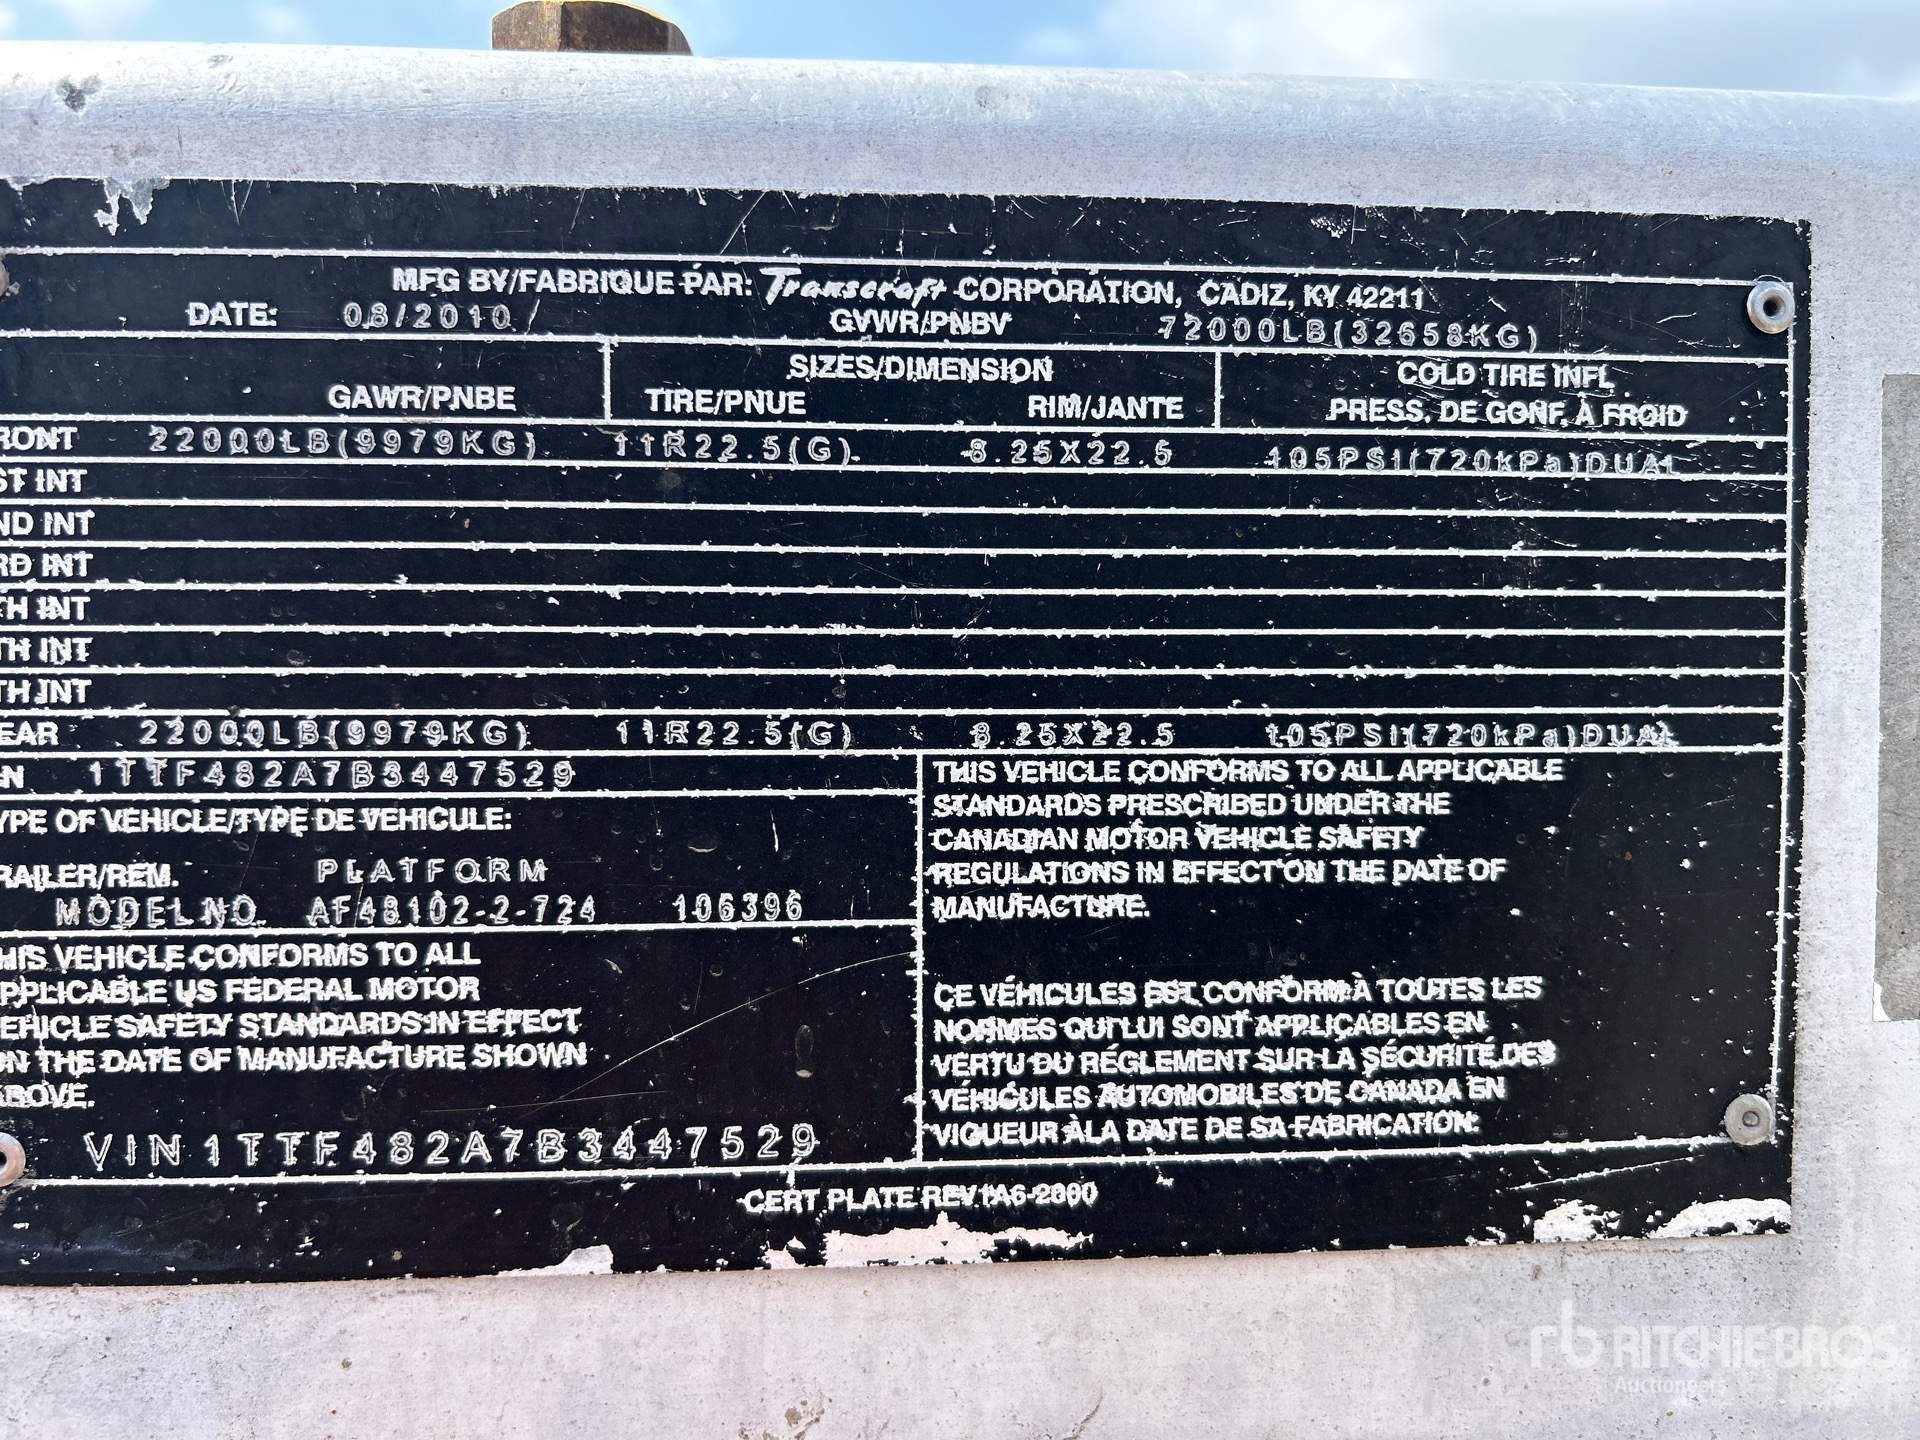 MFG BY/FABRIQUE PAR: Transcraft CORPORATION, CADIZ, KY 42211
DATE: 08/2010 GVWR/PNBV 72000LB(32658KG)
SIZES/DIMENSION COLD TIRE INFL
GAWR/PNBE TIRE/PNUE RIM/JANTE PRESS. DE GONF. À FROID
RONT 22000LB(9979KG) 11R22.5(G) 8.25X22.5 105PSI(720kPa)DUAL
ST INT
ND INT
RD INT
TH INT
TH INT
TH INT
EAR 22000LB(9979KG) 11R22.5(G) 8.25X22.5 105PSI(720kPa)DUAL
N 1TTF482A7B3447529
YPE OF VEHICLE/TYPE DE VEHICULE:
RAILER/REM. PLATFORM
MODEL NO. AF48102-2-724 106396
HIS VEHICLE CONFORMS TO ALL
PPLICABLE US FEDERAL MOTOR
EHICLE SAFETY STANDARDS IN EFFECT
ON THE DATE OF MANUFACTURE SHOWN
ABOVE.
VIN 1TTF482A7B3447529
THIS VEHICLE CONFORMS TO ALL APPLICABLE
STANDARDS PRESCRIBED UNDER THE
CANADIAN MOTOR VEHICLE SAFETY
REGULATIONS IN EFFECT ON THE DATE OF
MANUFACTURE.
CE VÉHICULES EST CONFORM À TOUTES LES
NORMES QUI LUI SONT APPLICABLES EN
VERTU DU RÉGLEMENT SUR LA SÉCURITÉ DES
VÉHICULES AUTOMOBILES DE CANADA EN
VIGUEUR ÀLA DATE DE SA FABRICATION.
CERT PLATE REV.1A6-2000
rb RITCHIE BROS.
Auctioneers